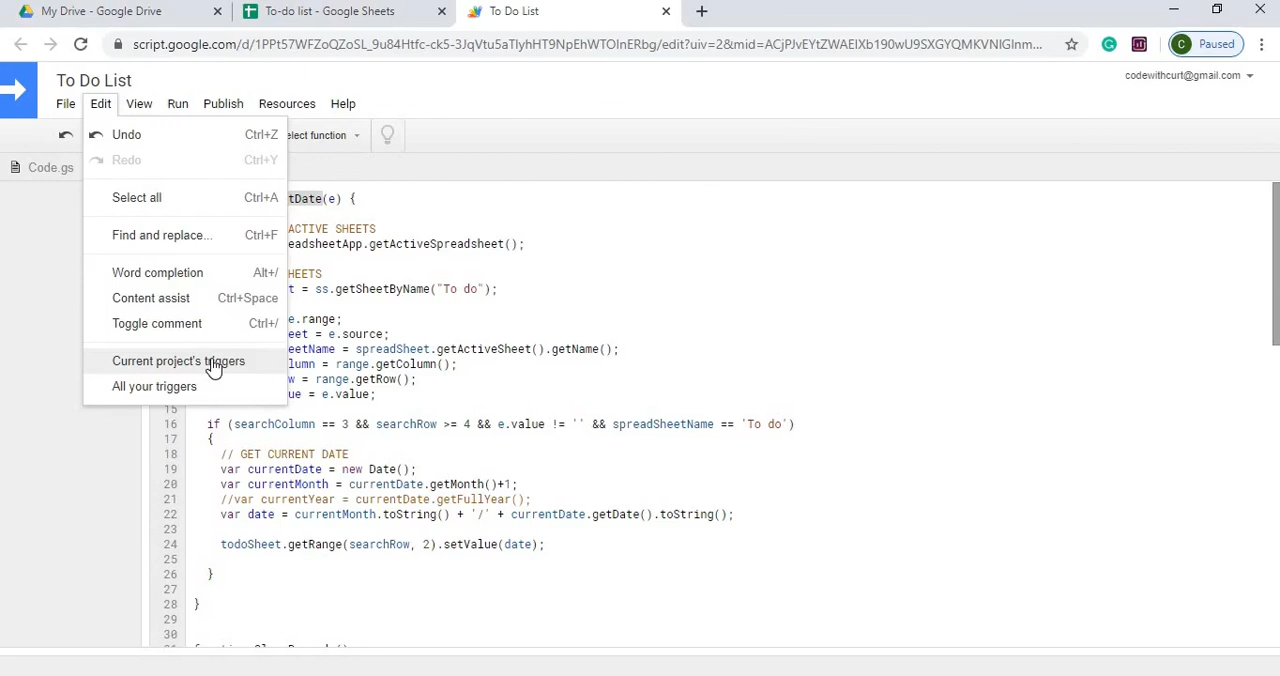 My Drive - Google Drive
To-do list - Google Sheets
To Do List
script.google.com/d/1PPt57WFZoQZoSL_9u84Htfc-ck5-3JqVtu5aTlyhHT9NpEhWTOInERbg/edit?uiv=2&mid=ACjPJvEYtZWAEIXb190wU9SXGYQMKVNIGInm...
C Paused
To Do List
codewithcurt@gmail.com
File Edit View Run Publish Resources Help
Undo Ctrl+Z
elect function
Redo Ctrl+Y
Code.gs
Select all Ctrl+A
tDate(e) {
Find and replace... Ctrl+F
ACTIVE SHEETS
eadsheetApp.getActiveSpreadsheet();
Word completion Alt+/
HEETS
Content assist Ctrl+Space
t = ss.getSheetByName("To do");
Toggle comment Ctrl+/
e.range;
eet = e.source;
eetName = spreadSheet.getActiveSheet().getName();
Current project's triggers
lumn = range.getColumn();
w = range.getRow();
All your triggers
ue = e.value;
15
16 if (searchColumn == 3 && searchRow >= 4 && e.value != '' && spreadSheetName == 'To do')
17 {
18 // GET CURRENT DATE
19 var currentDate = new Date();
20 var currentMonth = currentDate.getMonth()+1;
21 //var currentYear = currentDate.getFullYear();
22 var date = currentMonth.toString() + '/' + currentDate.getDate().toString();
23
24 todoSheet.getRange(searchRow, 2).setValue(date);
25
26 }
27
28 }
29
30